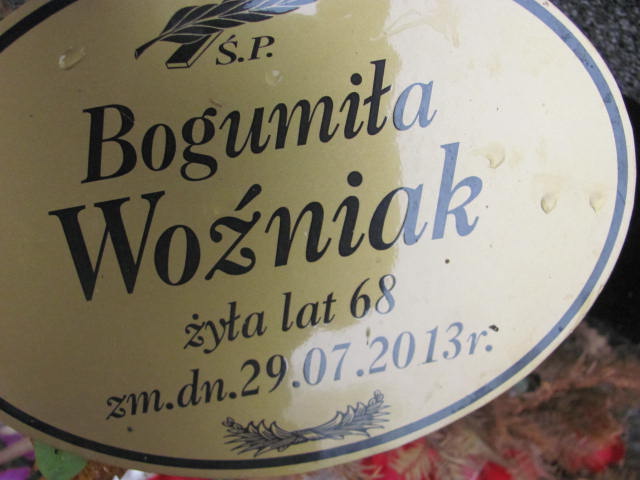 Ś.P.
Bogumiła
Woźniak
żyła lat 68
zm.dn.29.07.2013r.